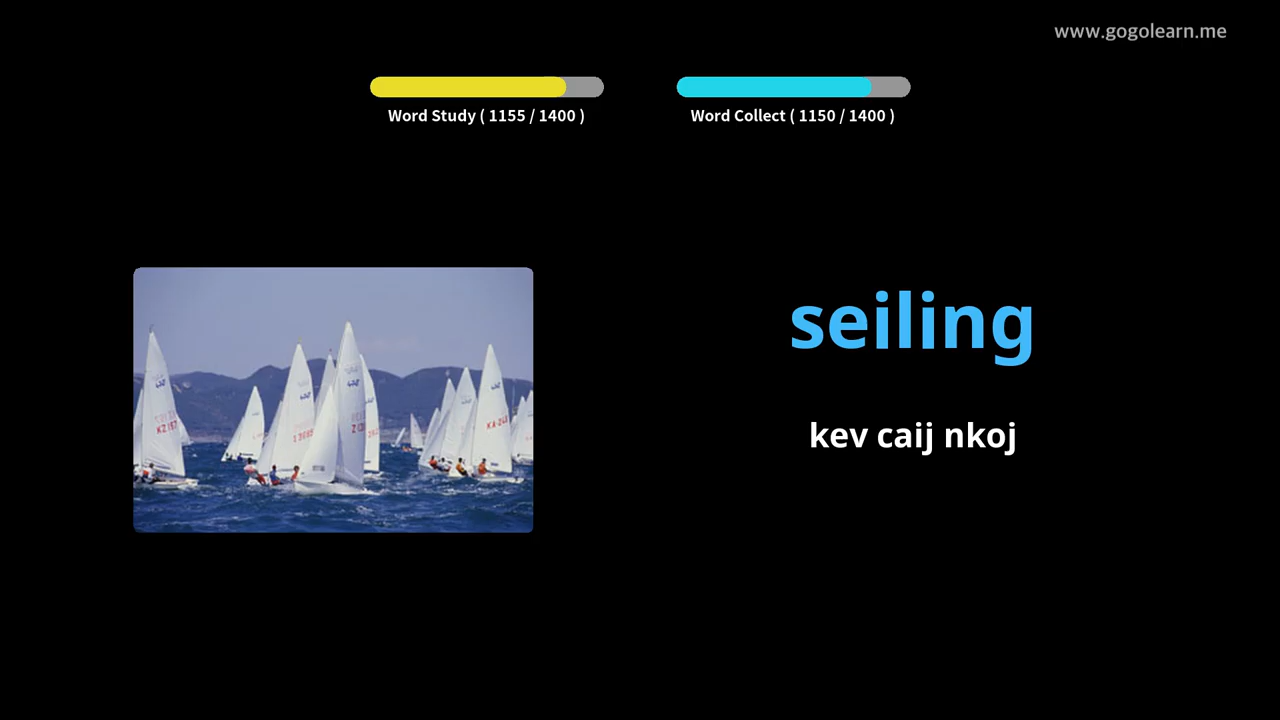 www.gogolearn.me
Word Study ( 1155 / 1400 )
Word Collect ( 1150 / 1400 )
seiling
kev caij nkoj